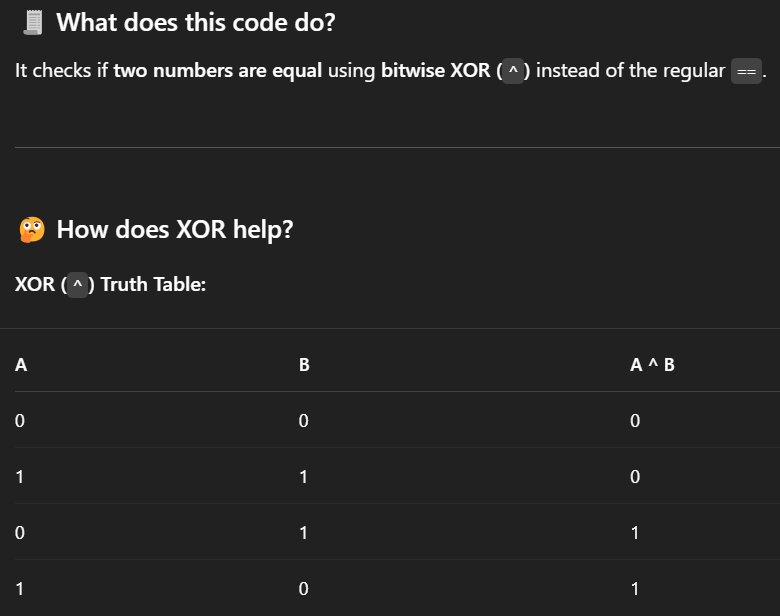 🧾 What does this code do?
It checks if two numbers are equal using bitwise XOR (^) instead of the regular ==.
🤔 How does XOR help?
XOR (^) Truth Table:
A B A ^ B
0 0 0
1 1 0
0 1 1
1 0 1